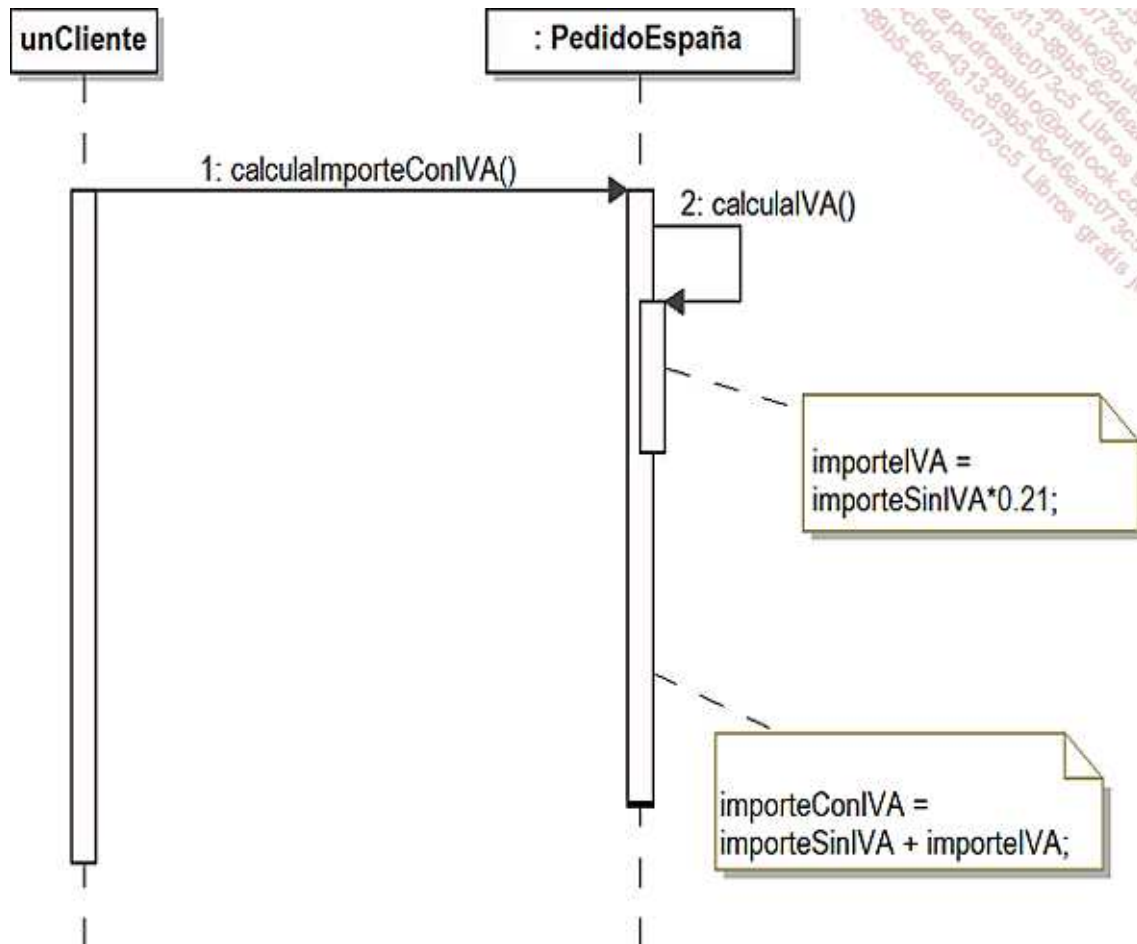 unCliente
: PedidoEspaña
1: calculaImporteConIVA()
2: calculaIVA()
importeIVA =
importeSinIVA*0.21;
importeConIVA =
importeSinIVA + importeIVA;